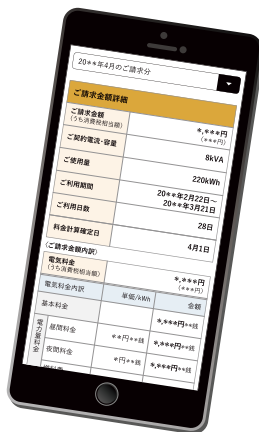 20**年4月のご請求分
ご請求金額詳細
ご請求金額
(うち消費税相当額)
*,***円
(***円)
ご契約電流・容量
8kVA
ご使用量
220kWh
ご利用期間
20**年2月22日～
20**年3月21日
ご利用日数
28日
料金計算確定日
4月1日
〈ご請求金額内訳〉
電気料金
(うち消費税相当額)
*,***円
(***円)
電気料金内訳
単価/kWh
金額
基本料金
*,***円**銭
電力量料金
昼間料金
**円**銭
*,***円**銭
夜間料金
*円**銭
*,***円**銭